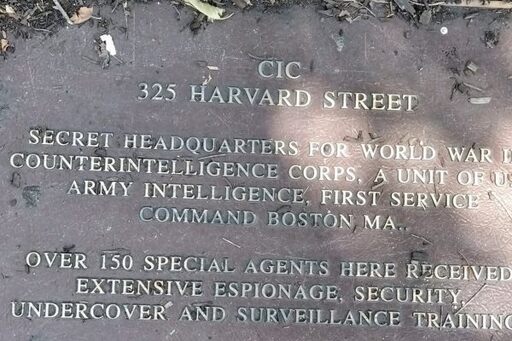 CIC
325 HARVARD STREET
SECRET HEADQUARTERS FOR WORLD WAR I
COUNTERINTELLIGENCE CORPS, A UNIT OF U
ARMY INTELLIGENCE, FIRST SERVICE
COMMAND BOSTON MA..
OVER 150 SPECIAL AGENTS HERE RECEIVED
EXTENSIVE ESPIONAGE, SECURITY,
UNDERCOVER AND SURVEILLANCE TRAINING